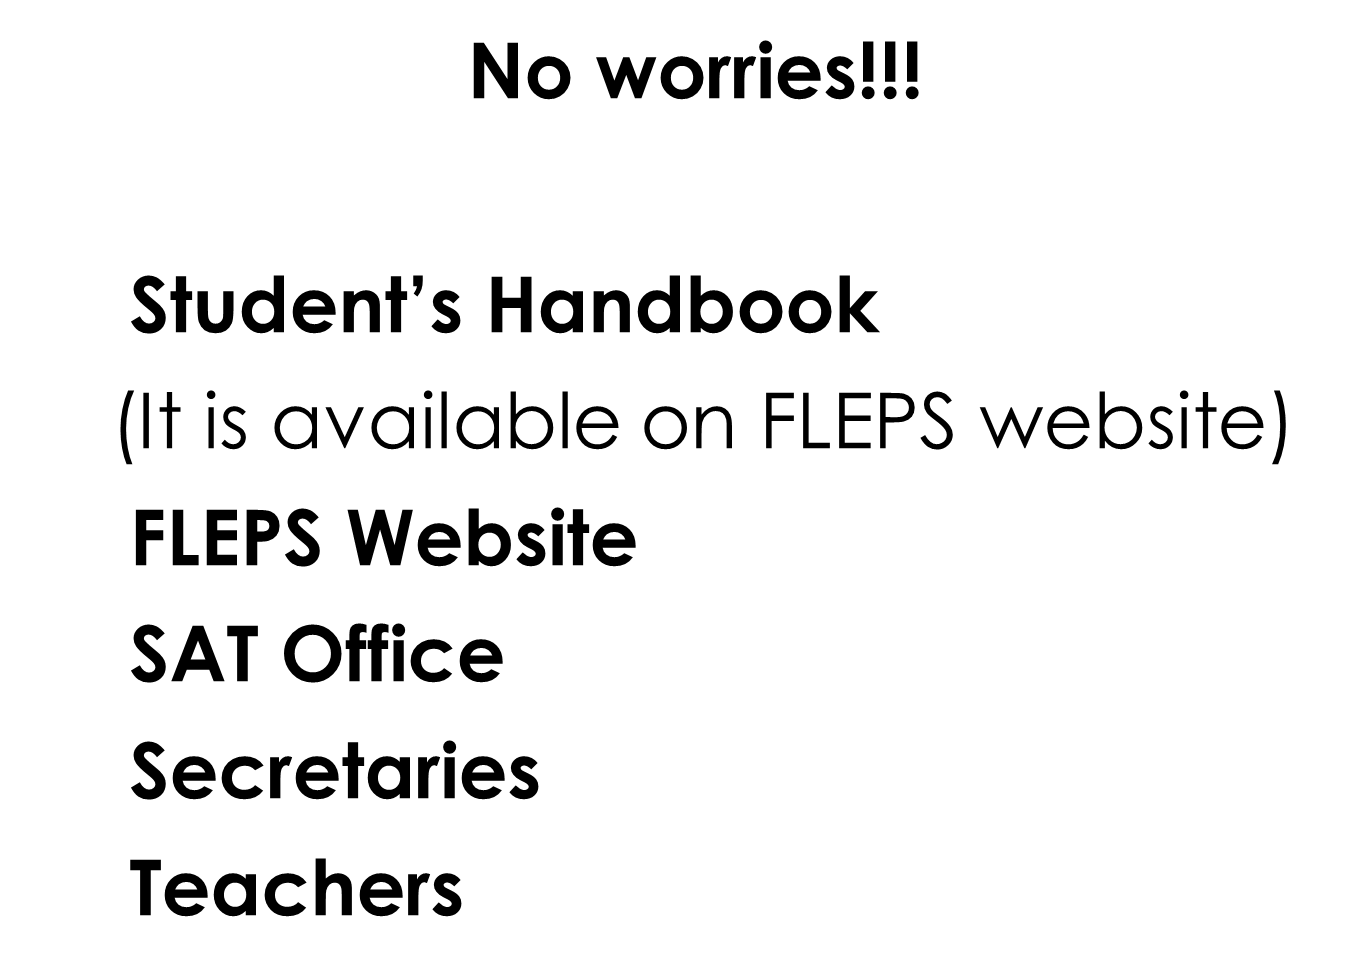 No worries!!!
Student’s Handbook
(It is available on FLEPS website)
FLEPS Website
SAT Office
Secretaries
Teachers